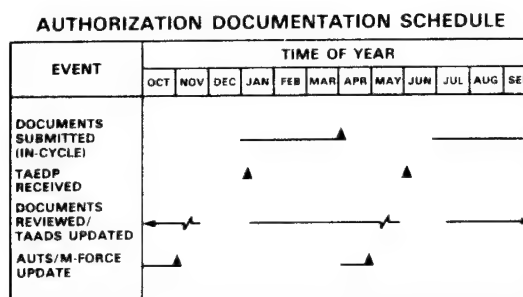 AUTHORIZATION DOCUMENTATION SCHEDULE
EVENT
TIME OF YEAR
OCT NOV DEC JAN FEB MAR APR MAY JUN JUL AUG SE
DOCUMENTS
SUBMITTED
(IN-CYCLE)
TAEDP
RECEIVED
DOCUMENTS
REVIEWED/
TAADS UPDATED
AUTS/M-FORCE
UPDATE